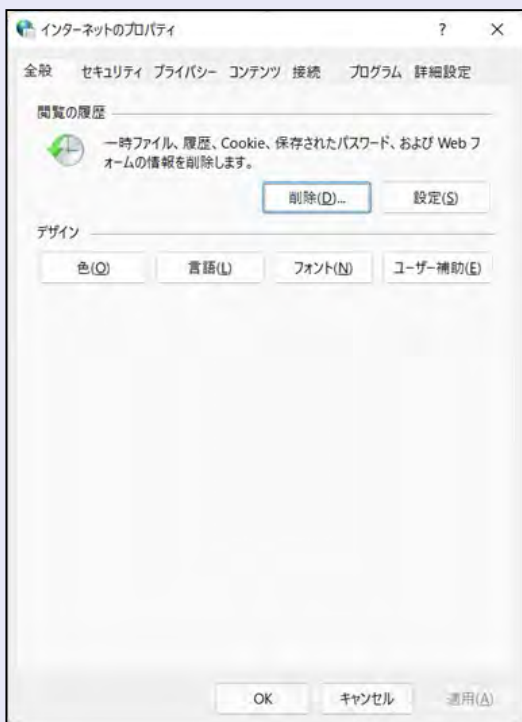 インターネットのプロパティ ? ×
全般 セキュリティ プライバシー コンテンツ 接続 プログラム 詳細設定
閲覧の履歴
一時ファイル、履歴、Cookie、保存されたパスワード、および Web フ
ォームの情報を削除します。
削除(D)... 設定(S)
デザイン
色(O) 言語(L) フォント(N) ユーザー補助(E)
OK キャンセル 適用(A)